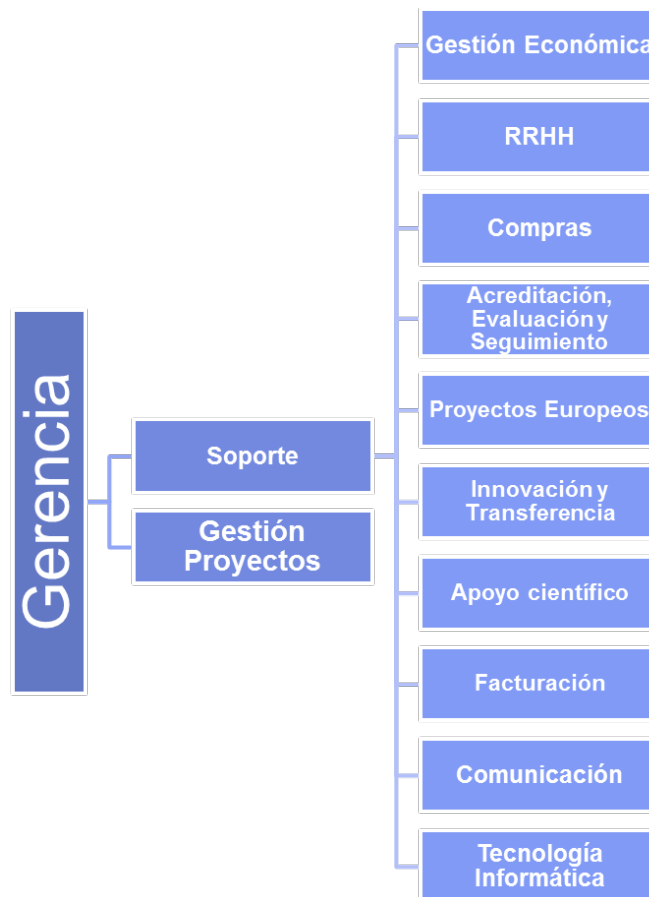 Gerencia
Soporte
Gestión
Proyectos
Gestión Económica
RRHH
Compras
Acreditación,
Evaluación y
Seguimiento
Proyectos Europeos
Innovación y
Transferencia
Apoyo científico
Facturación
Comunicación
Tecnología
Informática